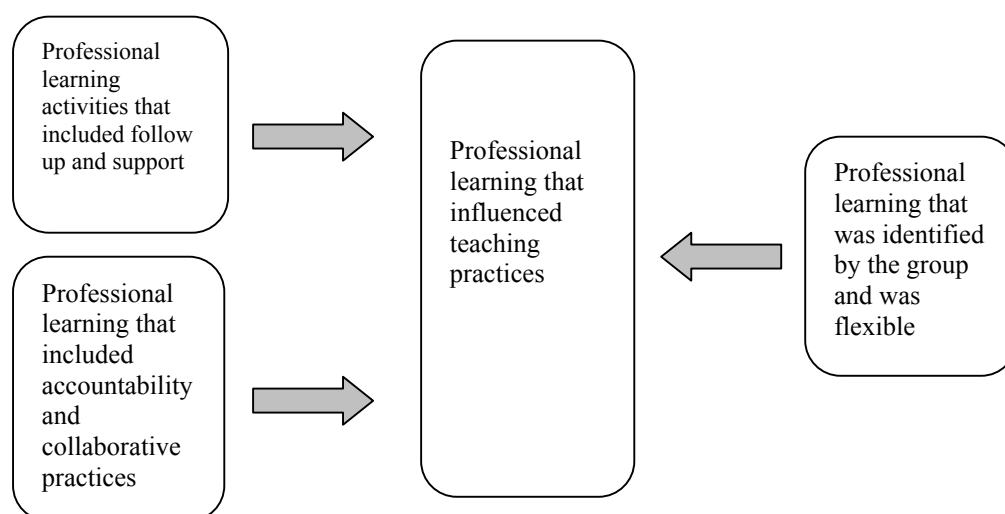 Professional
learning
activities that
included follow
up and support
Professional
learning that
included
accountability
and
collaborative
practices
Professional
learning that
influenced
teaching
practices
Professional
learning that
was identified
by the group
and was
flexible